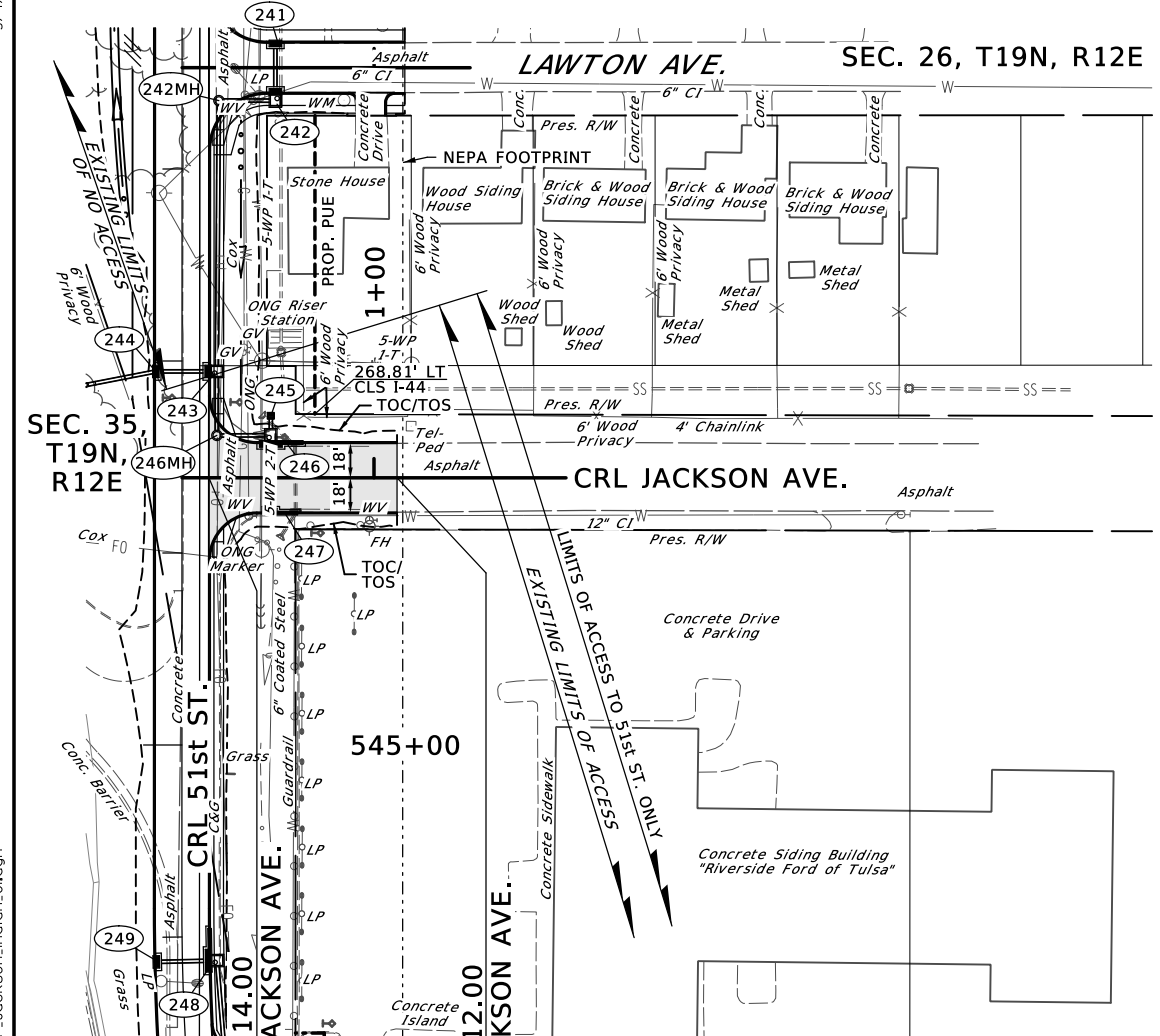 241
LAWTON AVE.
SEC. 26, T19N, R12E
Asphalt
Asphalt
LP
6" CI
W
W
6" CI
242MH
WV
WM
242
Concrete
Drive
Conc.
Concrete
Conc.
Concrete
Pres. R/W
NEPA FOOTPRINT
EXISTING LIMITS
OF NO ACCESS
Stone House
Wood Siding
House
Brick & Wood
Siding House
Brick & Wood
Siding House
Brick & Wood
Siding House
5-WP 1-T
PROP. PUE
Cox
1+00
6' Wood
Privacy
6' Wood
Privacy
6' Wood
Privacy
6' Wood
Privacy
Metal
Shed
Metal
Shed
ONG Riser
Station
Wood
Shed
Wood
Shed
Metal
Shed
244
GV
GV
ONG
6' Wood
Privacy
5-WP
1-T
268.81' LT
CLS I-44
TOC/TOS
245
243
SS
SS
SS
Pres. R/W
6' Wood
Privacy
4' Chainlink
SEC. 35,
T19N,
R12E
246MH
Tel-
Ped
246
18'
18'
Asphalt
Asphalt
5-WP 2-T
CRL JACKSON AVE.
Asphalt
WV
WV
W
W
12" CI
Pres. R/W
FH
Cox
FO
ONG
Marker
247
TOC/
TOS
LP
LP
LP
LP
LP
LP
LP
LP
6" Coated Steel
LIMITS OF ACCESS TO 51st ST. ONLY
EXISTING LIMITS OF ACCESS
Concrete Drive
& Parking
Concrete
CRL 51st ST.
545+00
Conc. Barrier
Grass
Guardrail
C&G
Concrete Sidewalk
Concrete Siding Building
"Riverside Ford of Tulsa"
Asphalt
249
Grass
LP
248
14.00
JACKSON AVE.
12.00
KSON AVE.
Concrete
Island